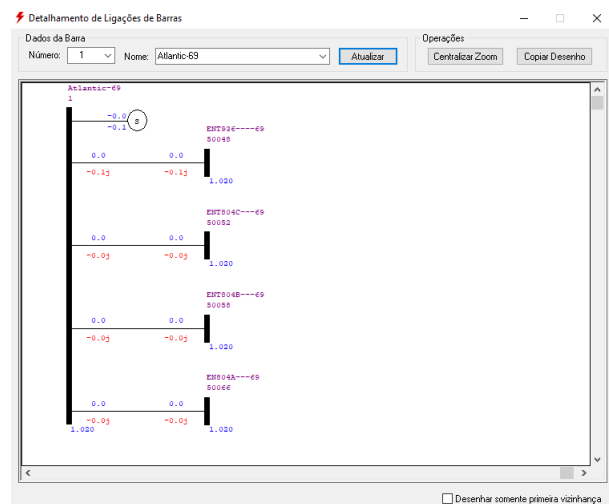 Detalhamento de Ligações de Barras
Dados da Barra
Número: 1 Nome: Atlantic-69 Atualizar
Operações
Centralizar Zoom Copiar Desenho
Atlantic-69
1
-0.0
-0.1
s
ENT926----69
50048
0.0 0.0
-0.1j -0.1j
1.020
ENT804C---69
50052
0.0 0.0
-0.0j -0.0j
1.020
ENT804B---69
50058
0.0 0.0
-0.0j -0.0j
1.020
EN804A---69
50066
0.0 0.0
-0.0j -0.0j
1.020 1.020
Desenhar somente primeira vizinhança